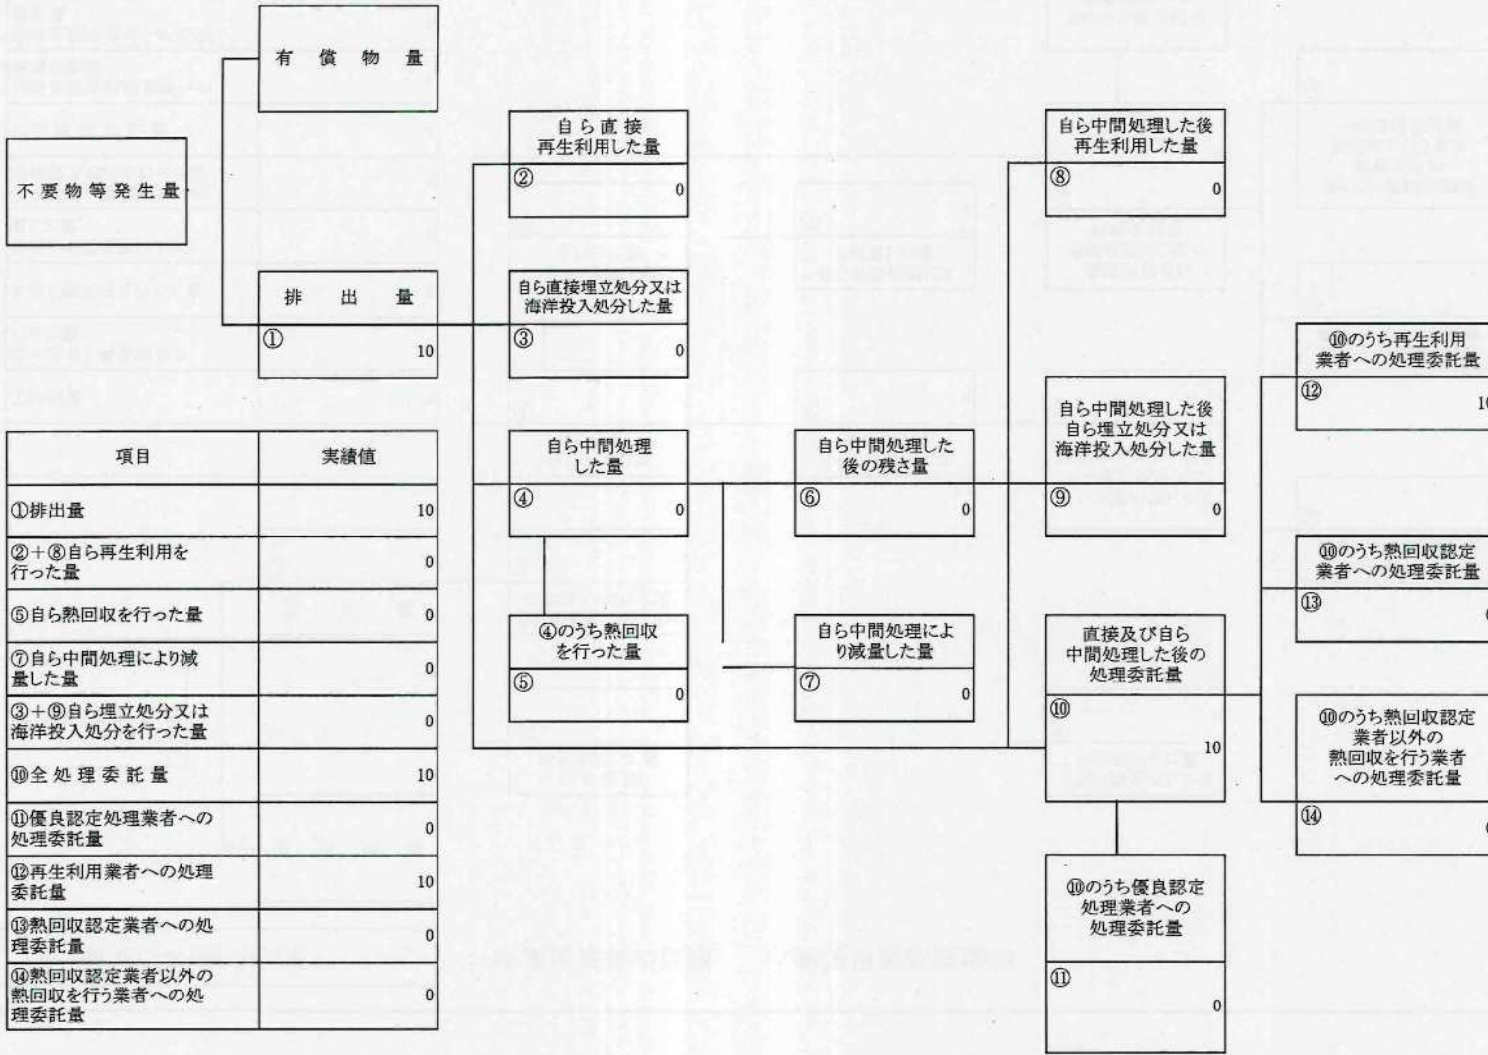 有償物量
不要物等発生量
排出量
①
10
自ら直接
再生利用した量
②
0
自ら直接埋立処分又は
海洋投入処分した量
③
0
自ら中間処理
した量
④
0
④のうち熱回収
を行った量
⑤
0
自ら中間処理した
後の残さ量
⑥
0
自ら中間処理によ
り減量した量
⑦
0
自ら中間処理した後
再生利用した量
⑧
0
自ら中間処理した後
自ら埋立処分又は
海洋投入処分した量
⑨
0
直接及び自ら
中間処理した後の
処理委託量
⑩
10
⑩のうち優良認定
処理業者への
処理委託量
⑪
0
⑩のうち再生利用
業者への処理委託量
⑫
⑩のうち熱回収認定
業者への処理委託量
⑬
⑩のうち熱回収認定
業者以外の
熱回収を行う業者
への処理委託量
⑭
項目 実績値
①排出量 10
②+⑧自ら再生利用を
行った量 0
⑤自ら熱回収を行った量 0
⑦自ら中間処理により減
量した量 0
③+⑨自ら埋立処分又は
海洋投入処分を行った量 0
⑩全処理委託量 10
⑪優良認定処理業者への
処理委託量 0
⑫再生利用業者への処理
委託量 10
⑬熱回収認定業者への処
理委託量 0
⑭熱回収認定業者以外の
熱回収を行う業者への処
理委託量 0